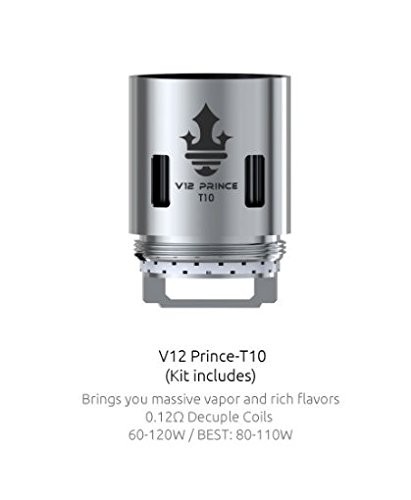 V12 PRINCE
T10
V12 Prince-T10
(Kit includes)
Brings you massive vapor and rich flavors
0.12Ω Decuple Coils
60-120W / BEST: 80-110W